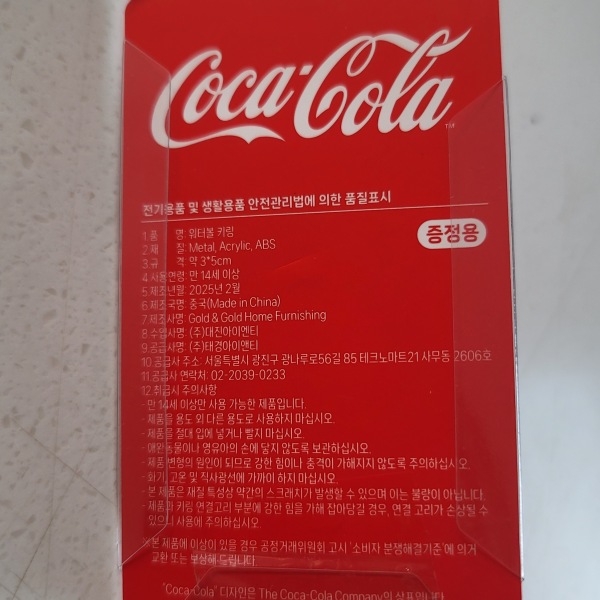 Coca-Cola
TM
전기용품 및 생활용품 안전관리법에 의한 품질표시
증정용
1 품 명: 워터볼 키링
2 재 질: Metal, Acrylic, ABS
3. 규 격: 약 3*5cm
4 사용연령: 만 14세 이상
5 제조년월: 2025년 2월
6 제조국명: 중국(Made in China)
7 제조사명: Gold & Gold Home Furnishing
8 수입사명: (주)대진아이엔티
9. 공급사명: (주)태경아이앤티
10. 공급사 주소: 서울특별시 광진구 광나루로56길 85 테크노마트21 사무동 2606호
11. 공급사 연락처: 02-2039-0233
12.취급시 주의사항
- 만 14세 이상만 사용 가능한 제품입니다.
- 제품을 용도 외 다른 용도로 사용하지 마십시오.
- 제품을 절대 입에 넣거나 빨지 마십시오.
- 애완동물이나 영유아의 손에 닿지 않도록 보관하십시오.
- 제품 변형의 원인이 되므로 강한 힘이나 충격이 가해지지 않도록 주의하십시오.
- 화기, 고온 및 직사광선에 가까이 하지 마십시오.
- 본 제품은 재질 특성상 약간의 스크래치가 발생할 수 있으며 이는 불량이 아닙니다.
- 제품과 키링 연결고리 부분에 강한 힘을 가해 잡아당길 경우, 연결 고리가 손상될 수
있으니 사용에 주의하십시오.
※본 제품에 이상이 있을 경우 공정거래위원회 고시 '소비자 분쟁해결기준'에 의거
교환 또는 보상해 드립니다.
"Coca-Cola" 디자인은 The Coca-Cola Company의 상표입니다.